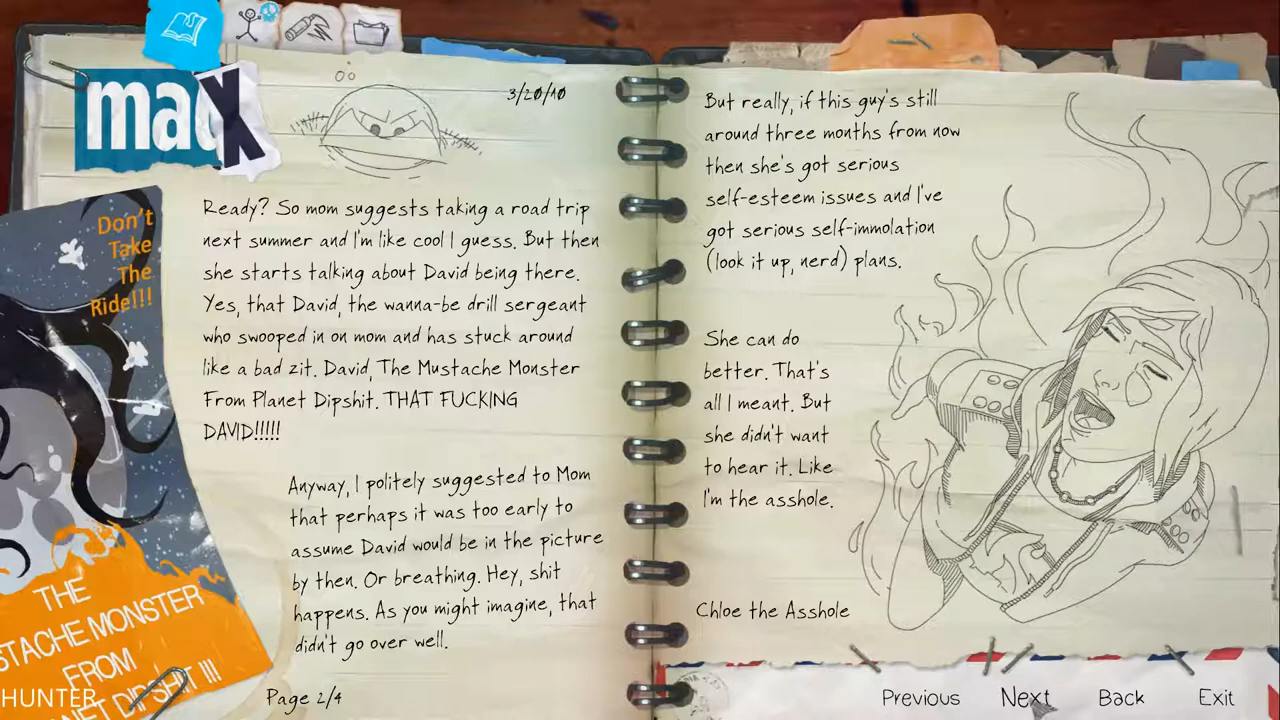 max
3/20/10
Don't
Take
The
Ride!!!
Ready? So mom suggests taking a road trip
next summer and I'm like cool I guess. But then
she starts talking about David being there.
Yes, that David, the wanna-be drill sergeant
who swooped in on mom and has stuck around
like a bad zit. David, The Mustache Monster
From Planet Dipshit. THAT FUCKING
DAVID!!!!!
Anyway, I politely suggested to Mom
that perhaps it was too early to
assume David would be in the picture
by then. Or breathing. Hey, shit
happens. As you might imagine, that
didn't go over well.
THE
STACHE MONSTER
FROM
NET DIPSHIT !!!
HUNTER
Page 2/4
But really, if this guy's still
around three months from now
then she's got serious
self-esteem issues and I've
got serious self-immolation
(look it up, nerd) plans.
She can do
better. That's
all I meant. But
she didn't want
to hear it. Like
I'm the asshole.
Chloe the Asshole
Previous Next Back Exit